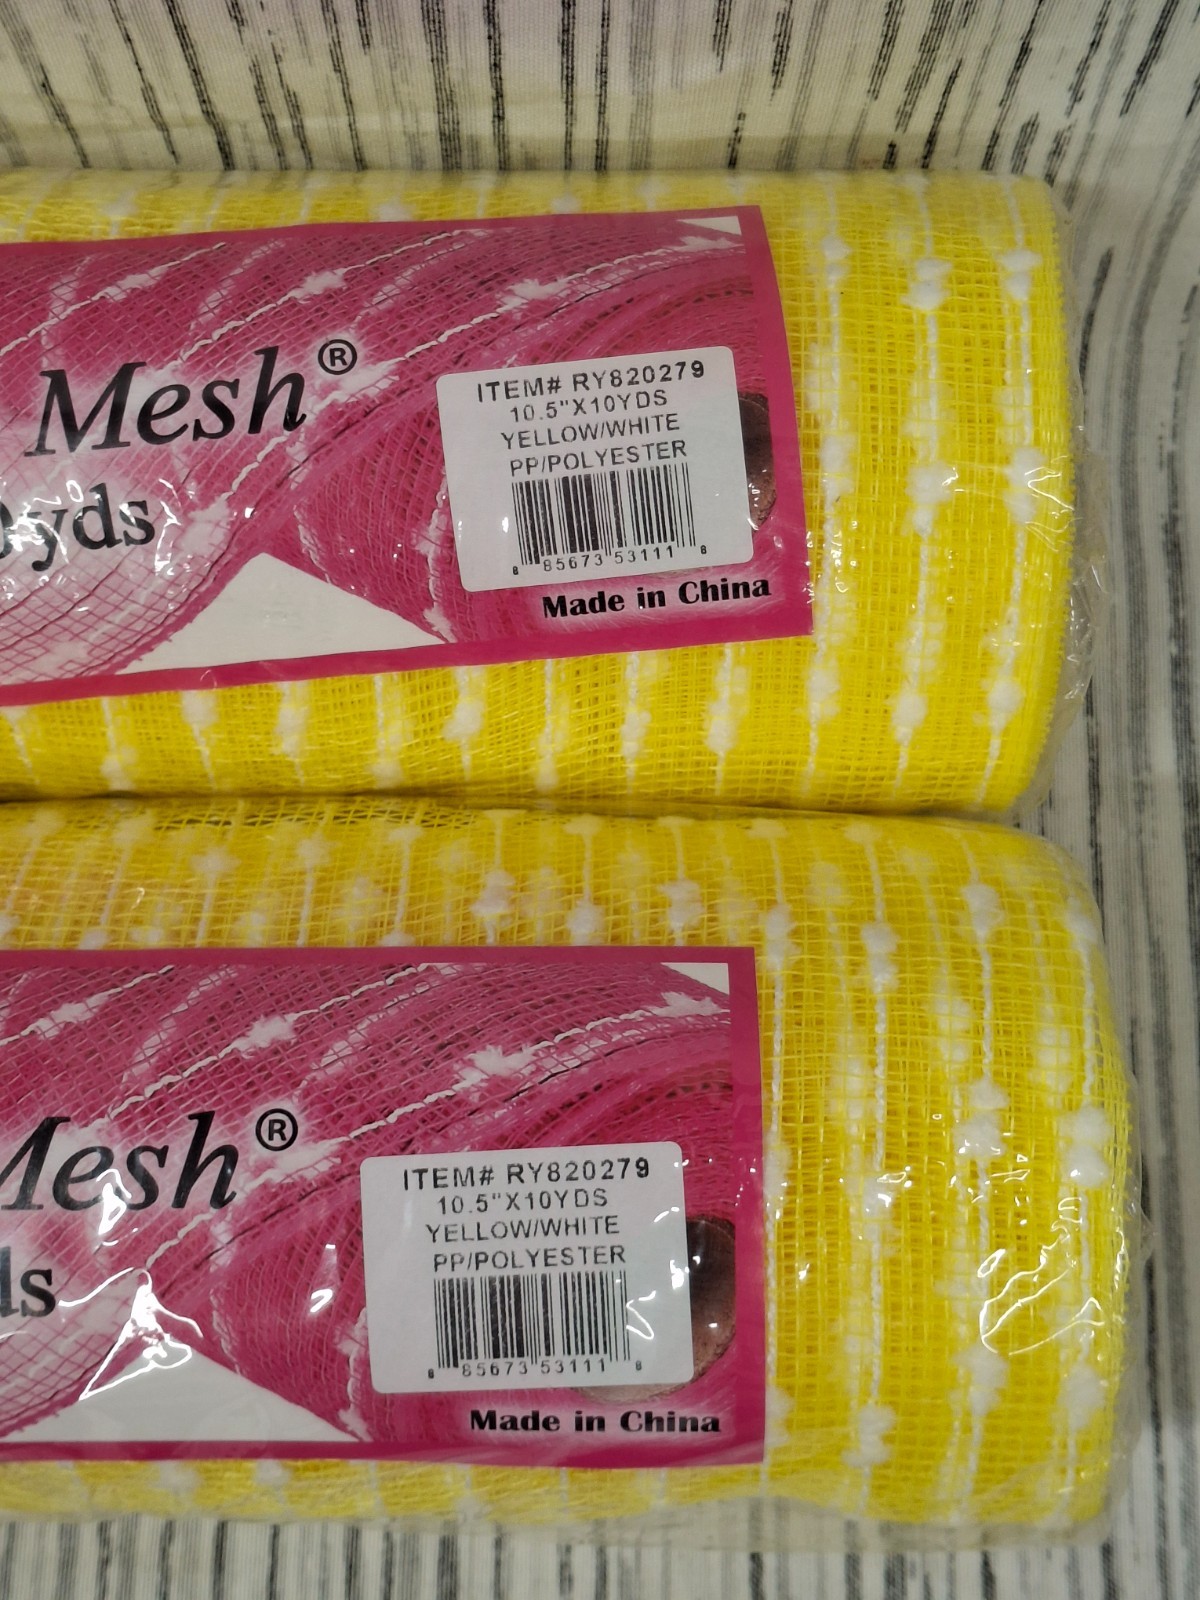 Mesh®
yds
ITEM# RY820279
10.5"X10YDS
YELLOW/WHITE
PP/POLYESTER
8 85673 53111 8
Made in China
Mesh®
ds
ITEM# RY820279
10.5"X10YDS
YELLOW/WHITE
PP/POLYESTER
8 85673 53111 8
Made in China